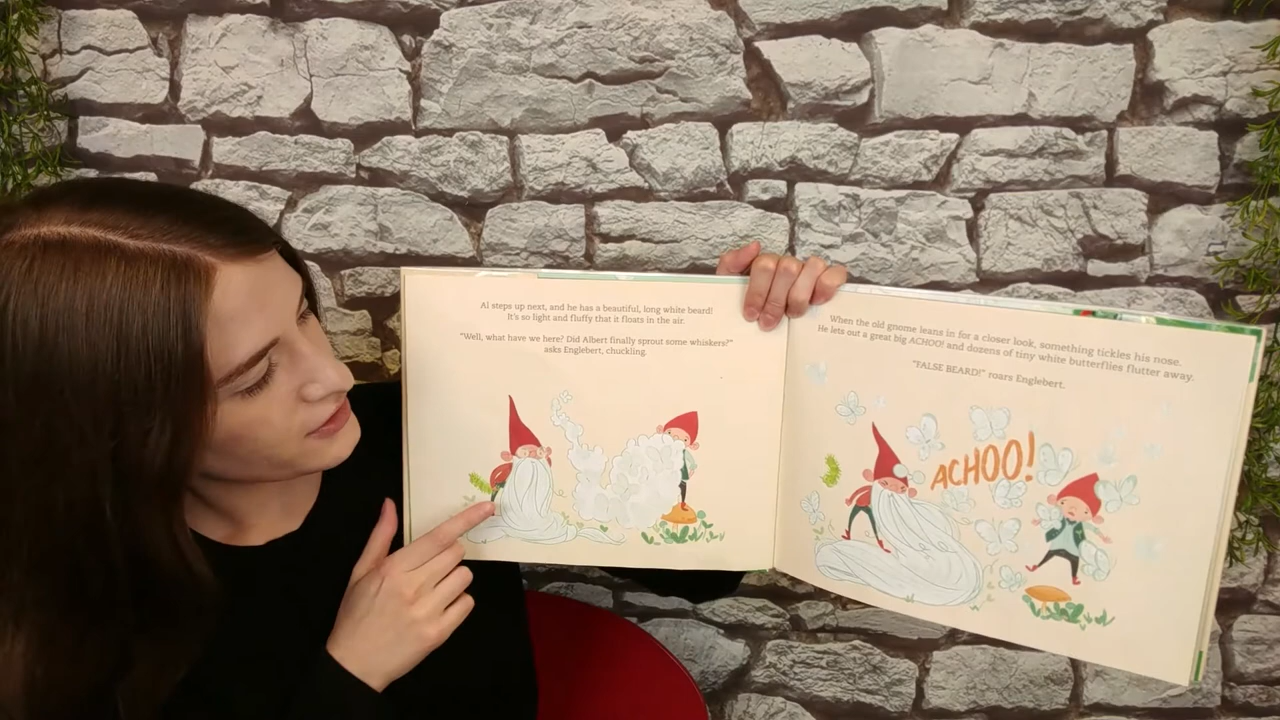 Al steps up next, and he has a beautiful, long white beard!
It's so light and fluffy that it floats in the air.
"Well, what have we here? Did Albert finally sprout some whiskers?"
asks Englebert, chuckling.
When the old gnome leans in for a closer look, something tickles his nose.
He lets out a great big ACHOO! and dozens of tiny white butterflies flutter away.
"FALSE BEARD!" roars Englebert.
ACHOO!